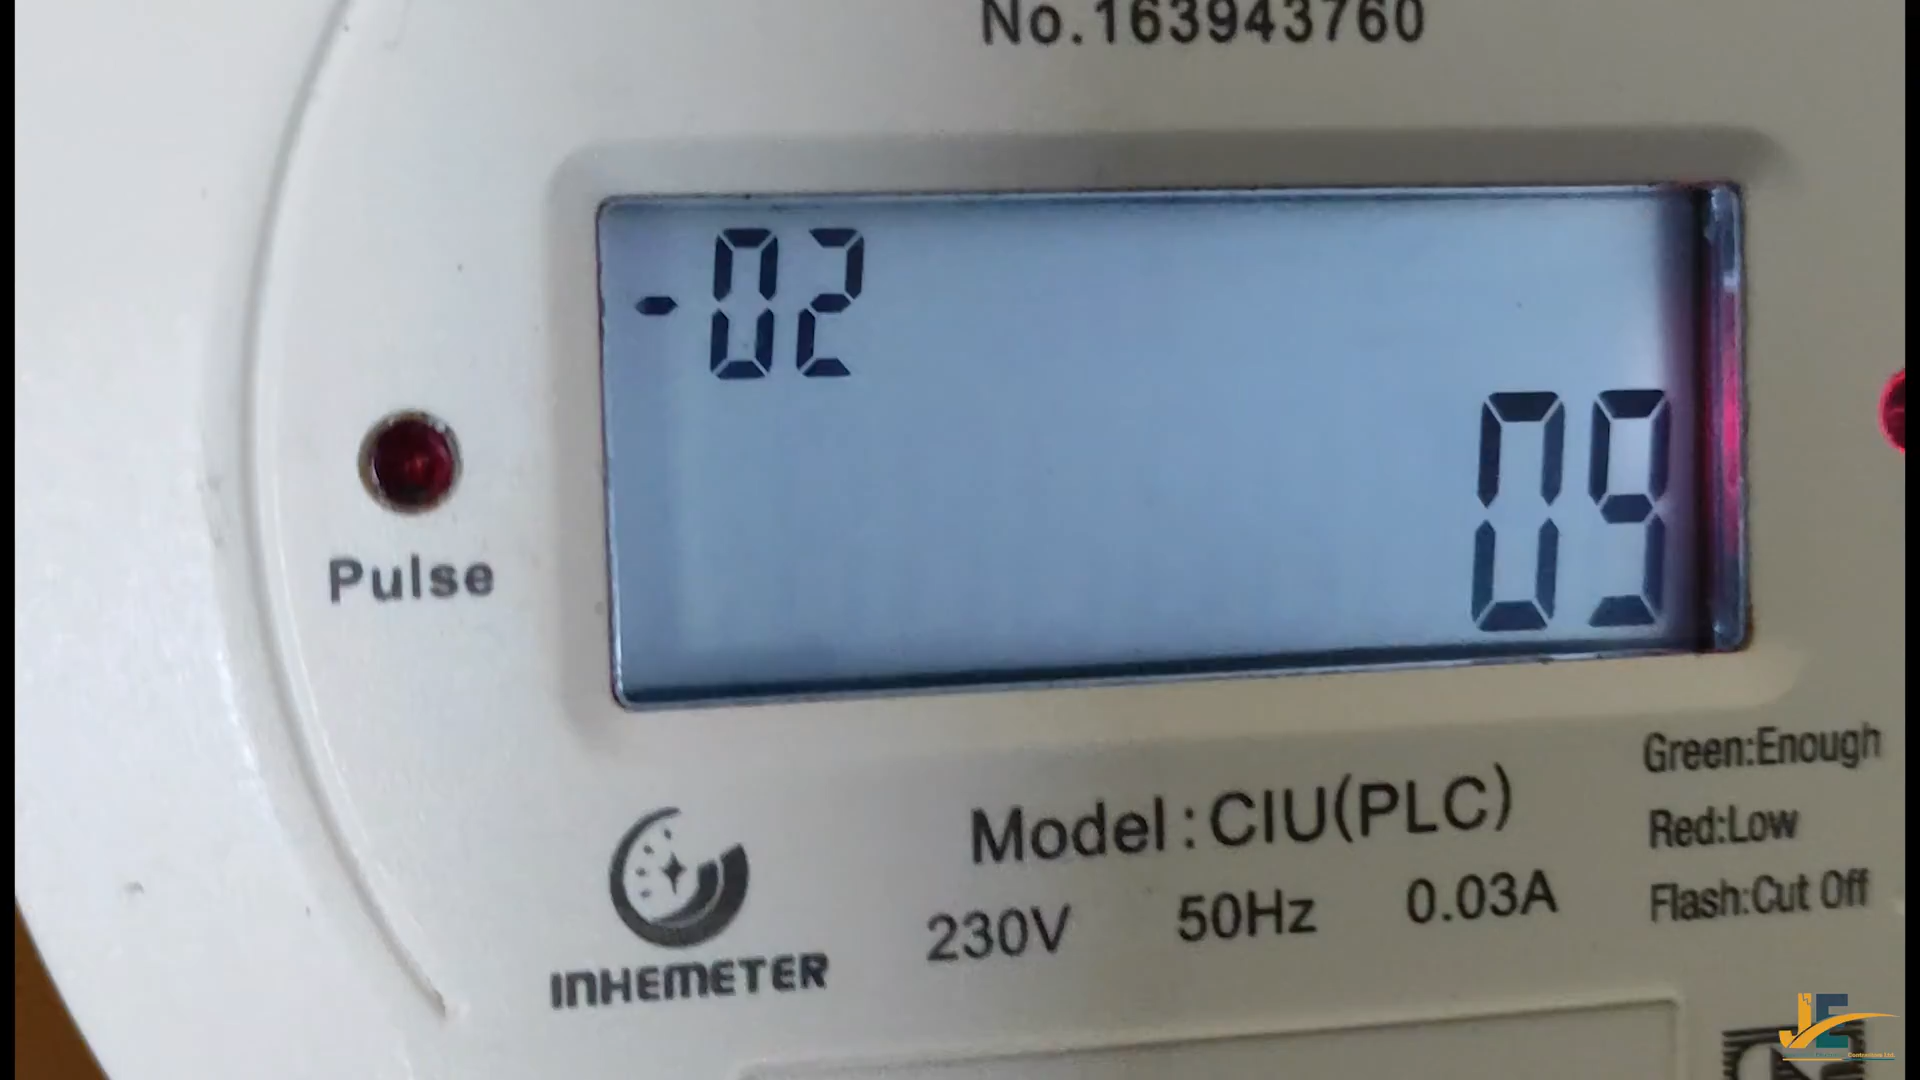 No.163943760
-02
09
Pulse
Green:Enough
Model:CIU(PLC)
Red:Low
230V 50Hz 0.03A
Flash:Cut Off
INHEMETER
JE